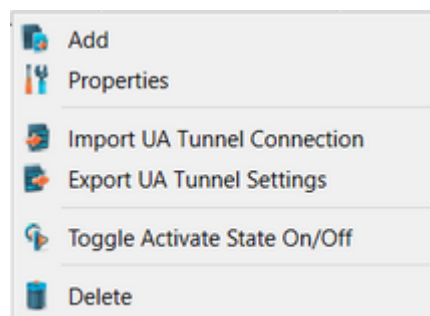 Add
Properties
Import UA Tunnel Connection
Export UA Tunnel Settings
Toggle Activate State On/Off
Delete